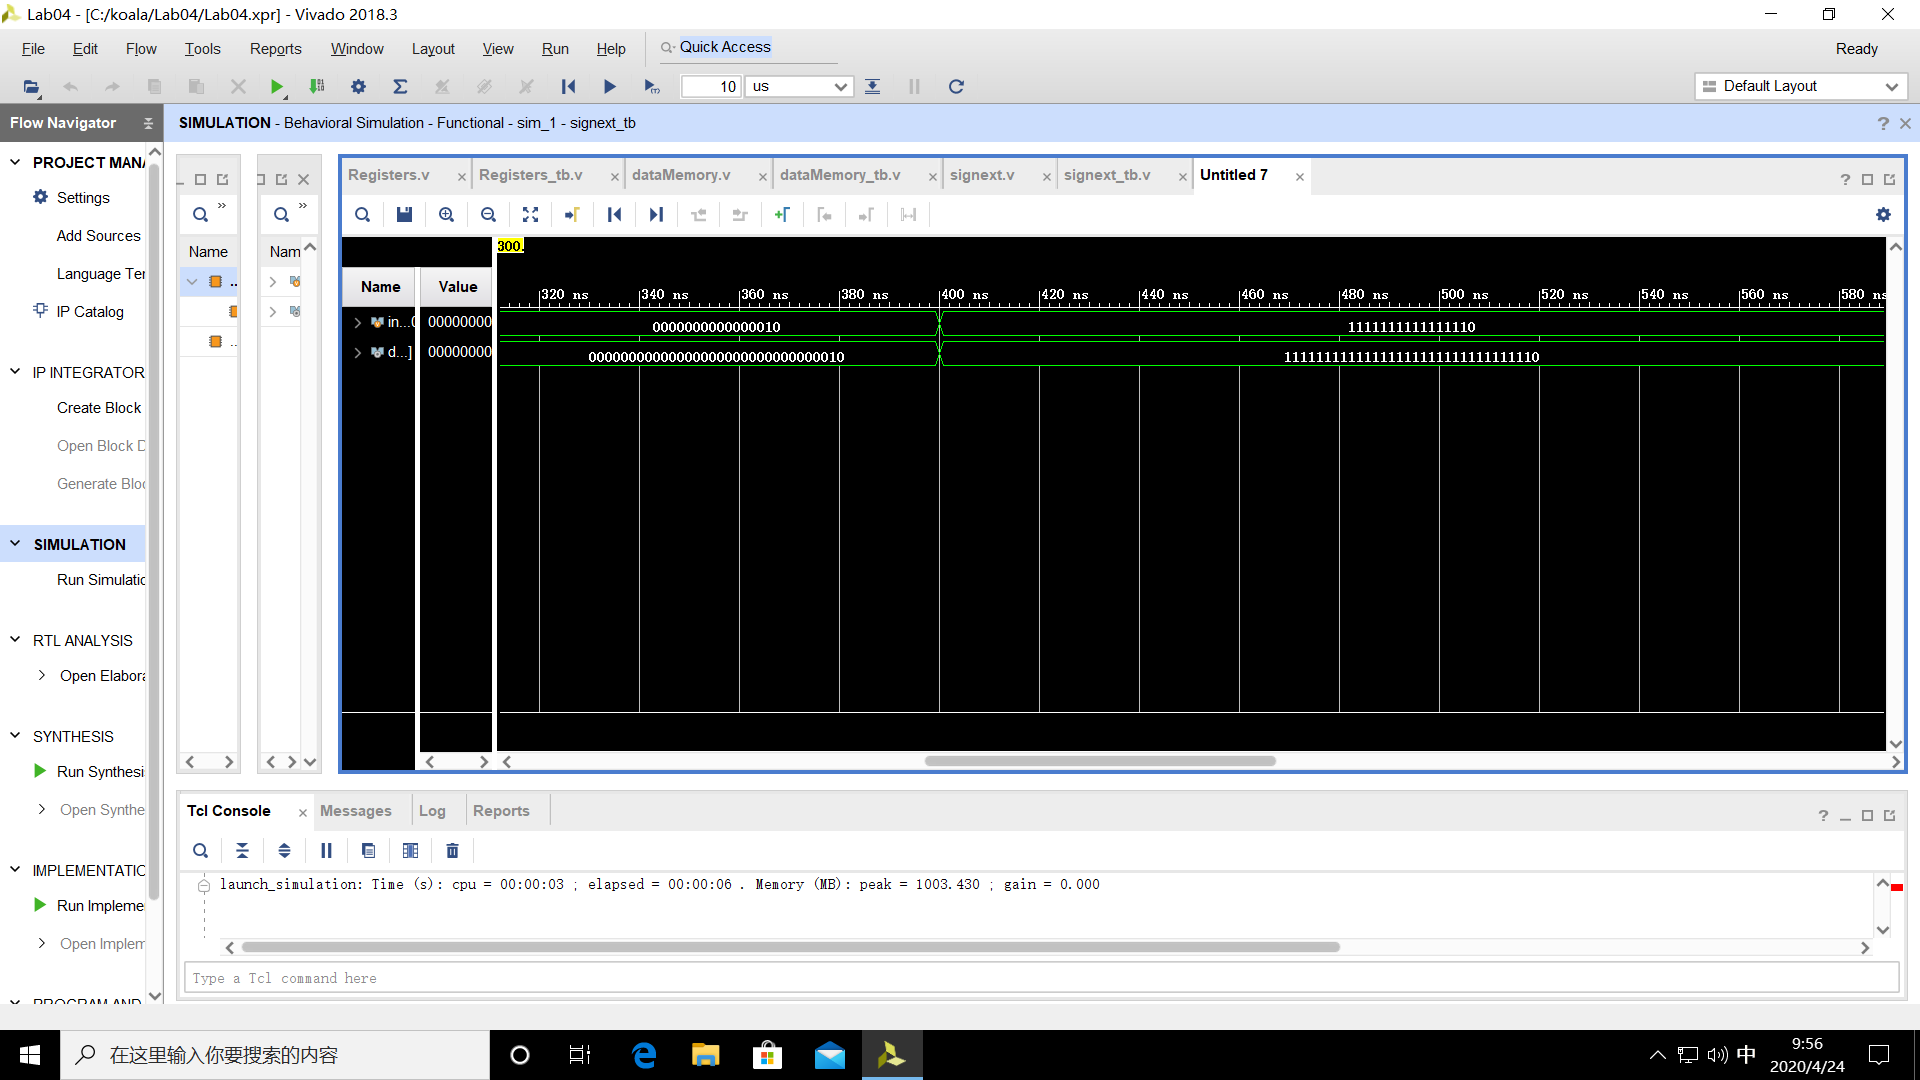 Lab04 - [C:/koala/Lab04/Lab04.xpr] - Vivado 2018.3
File Edit Flow Tools Reports Window Layout View Run Help Quick Access Ready
10 us Default Layout
Flow Navigator
SIMULATION - Behavioral Simulation - Functional - sim_1 - signext_tb
PROJECT MANA
Settings
Add Sources
Language Ter
IP Catalog
IP INTEGRATOR
Create Block
Open Block D
Generate Bloc
SIMULATION
Run Simulatic
RTL ANALYSIS
Open Elabora
SYNTHESIS
Run Synthesi
Open Synthe
IMPLEMENTATIC
Run Impleme
Open Implem
PROGRAM AND
Name
..
..
Nam
Registers.v Registers_tb.v dataMemory.v dataMemory_tb.v signext.v signext_tb.v Untitled 7
300.
Name Value
320 ns 340 ns 360 ns 380 ns 400 ns 420 ns 440 ns 460 ns 480 ns 500 ns 520 ns 540 ns 560 ns 580 ns
in...0 00000000 0000000000000010 1111111111111110
d...] 00000000 00000000000000000000000000000010 11111111111111111111111111111110
Tcl Console Messages Log Reports
launch_simulation: Time (s): cpu = 00:00:03 ; elapsed = 00:00:06 . Memory (MB): peak = 1003.430 ; gain = 0.000
Type a Tcl command here
在这里输入你要搜索的内容
中
9:56
2020/4/24